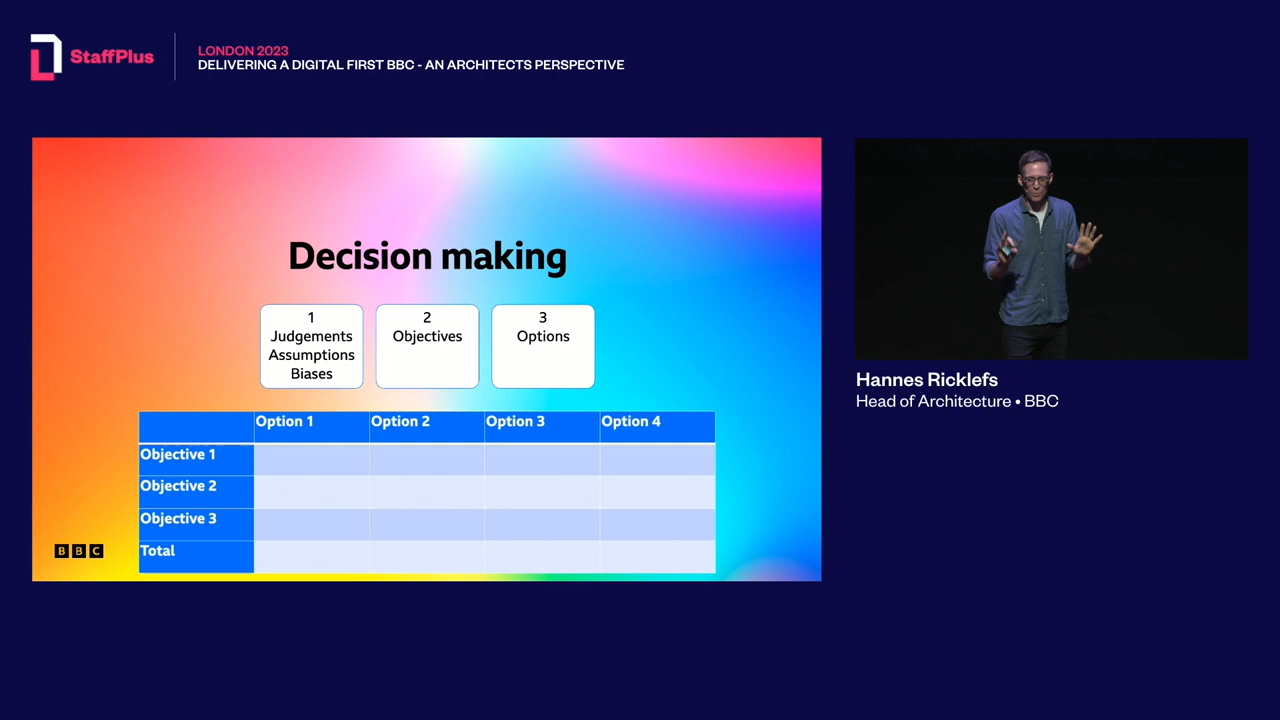 StaffPlus
LONDON 2023
DELIVERING A DIGITAL FIRST BBC - AN ARCHITECTS PERSPECTIVE
Decision making
1
Judgements
Assumptions
Biases
2
Objectives
3
Options
Option 1 Option 2 Option 3 Option 4
Objective 1
Objective 2
Objective 3
Total
BBC
Hannes Ricklefs
Head of Architecture • BBC